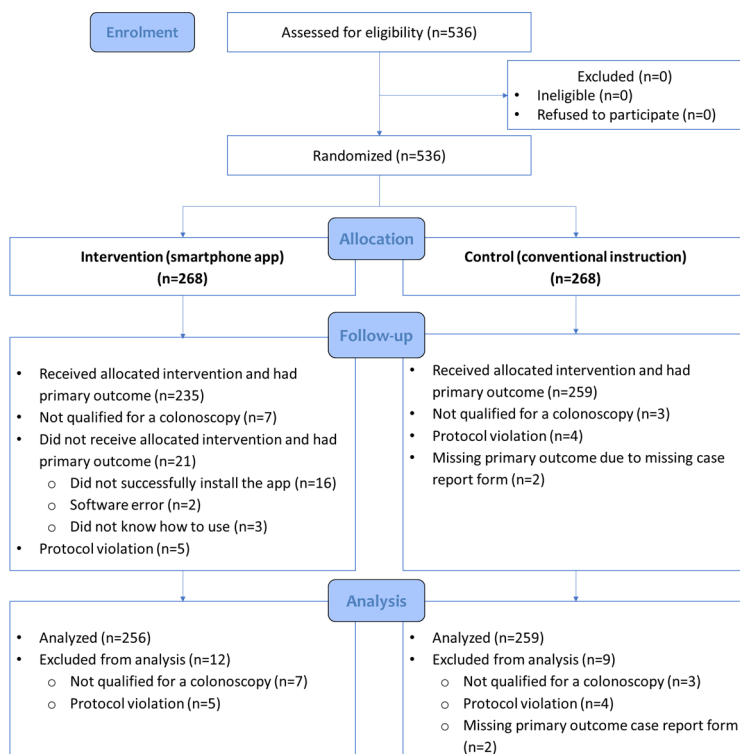 Enrolment
Assessed for eligibility (n=536)
Excluded (n=0)
• Ineligible (n=0)
• Refused to participate (n=0)
Randomized (n=536)
Allocation
Intervention (smartphone app)
(n=268)
Control (conventional instruction)
(n=268)
Follow-up
• Received allocated intervention and had
primary outcome (n=235)
• Not qualified for a colonoscopy (n=7)
• Did not receive allocated intervention and had
primary outcome (n=21)
o Did not successfully install the app (n=16)
o Software error (n=2)
o Did not know how to use (n=3)
• Protocol violation (n=5)
• Received allocated intervention and had
primary outcome (n=259)
• Not qualified for a colonoscopy (n=3)
• Protocol violation (n=4)
• Missing primary outcome due to missing case
report form (n=2)
Analysis
• Analyzed (n=256)
• Excluded from analysis (n=12)
o Not qualified for a colonoscopy (n=7)
o Protocol violation (n=5)
• Analyzed (n=259)
• Excluded from analysis (n=9)
o Not qualified for a colonoscopy (n=3)
o Protocol violation (n=4)
o Missing primary outcome case report form
(n=2)